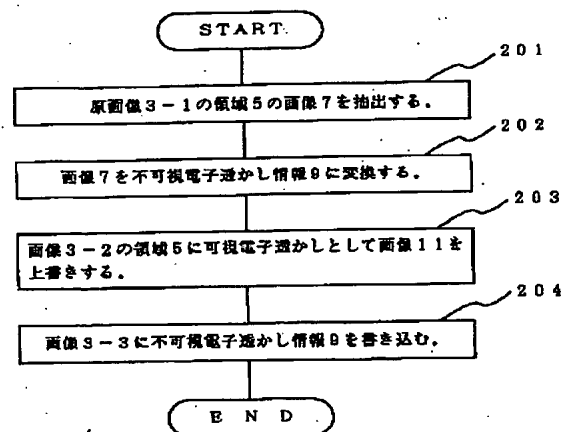 START
201
原画像3-1の領域5の画像7を抽出する。
202
画像7を不可視電子透かし情報9に変換する。
203
画像3-2の領域5に可視電子透かしとして画像11を
上書きする。
204
画像3-3に不可視電子透かし情報9を書き込む。
END